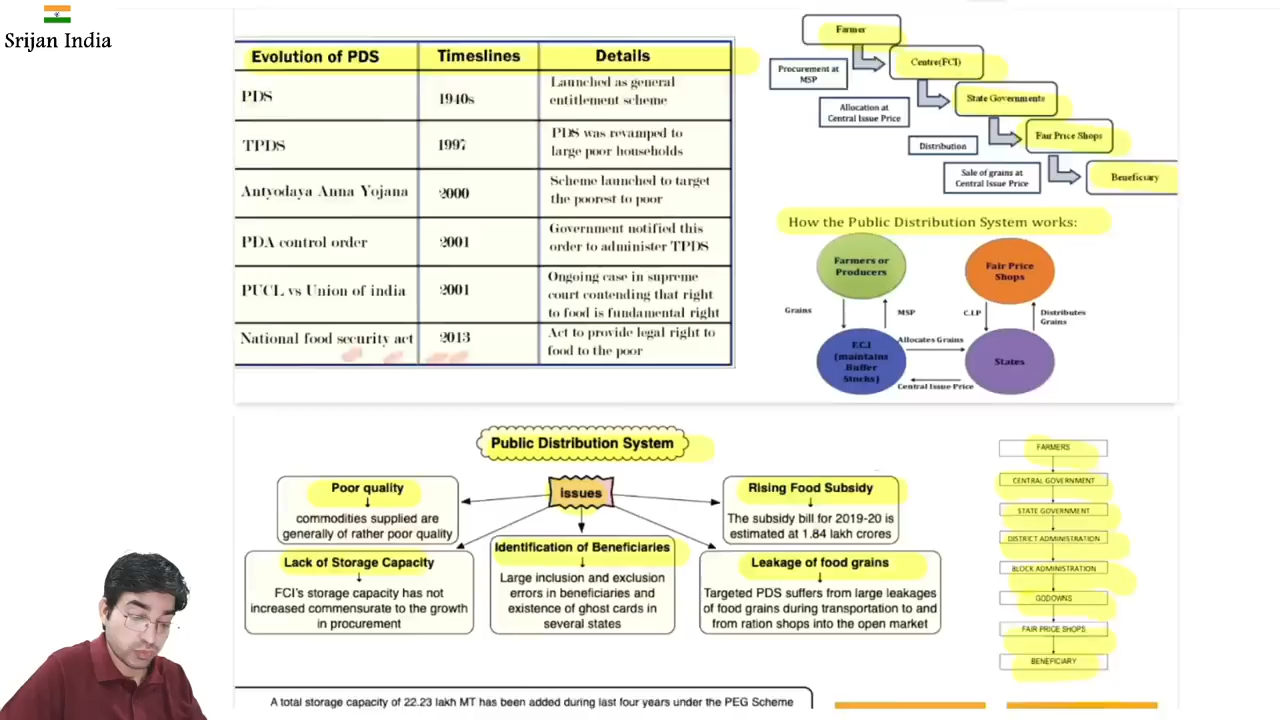 Srijan India
Evolution of PDS Timeslines Details
PDS 1940s Launched as general
entitlement scheme
TPDS 1997 PDS was revamped to
large poor households
Antyodaya Anna Yojana 2000 Scheme launched to target
the poorest to poor
PDA control order 2001 Government notified this
order to administer TPDS
PUCL vs Union of india 2001 Ongoing case in supreme
court contending that right
to food is fundamental right
National food security act 2013 Act to provide legal right to
food to the poor
Farmer
Procurement at
MSP
Centre(FCI)
Allocation at
Central Issue Price
State Governments
Distribution
Fair Price Shops
Sale of grains at
Central Issue Price
Beneficiary
How the Public Distribution System works:
Farmers or
Producers
Fair Price
Shops
Grains
MSP
C.I.P
Distributes
Grains
F.C.I
(maintains
Buffer
Stocks)
Allocates Grains
Central Issue Price
States
Public Distribution System
issues
Poor quality
commodities supplied are
generally of rather poor quality
Rising Food Subsidy
The subsidy bill for 2019-20 is
estimated at 1.84 lakh crores
Lack of Storage Capacity
FCI's storage capacity has not
increased commensurate to the growth
in procurement
Identification of Beneficiaries
Large inclusion and exclusion
errors in beneficiaries and
existence of ghost cards in
several states
Leakage of food grains
Targeted PDS suffers from large leakages
of food grains during transportation to and
from ration shops into the open market
FARMERS
CENTRAL GOVERNMENT
STATE GOVERNMENT
DISTRICT ADMINISTRATION
BLOCK ADMINISTRATION
GODOWNS
FAIR PRICE SHOPS
BENEFICIARY
A total storage capacity of 22.23 lakh MT has been added during last four years under the PEG Scheme